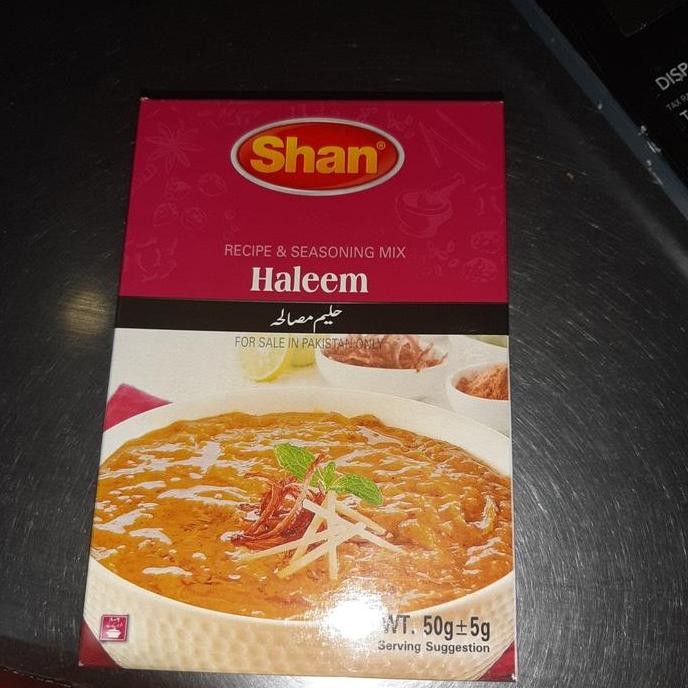 Shan®
RECIPE & SEASONING MIX
Haleem
حلیم مصالحہ
FOR SALE IN PAKISTAN ONLY
WT. 50g±5g
Serving Suggestion